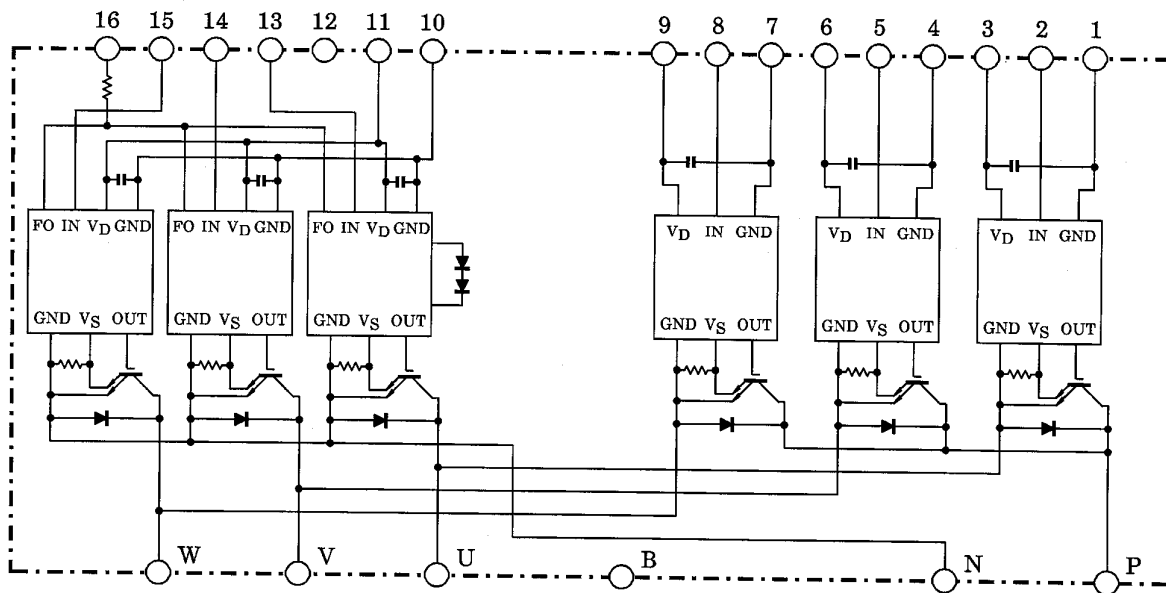 16 15 14 13 12 11 10 9 8 7 6 5 4 3 2 1
FO IN VD GND FO IN VD GND FO IN VD GND VD IN GND VD IN GND VD IN GND
GND VS OUT GND VS OUT GND VS OUT GND VS OUT GND VS OUT GND VS OUT
W V U B N P